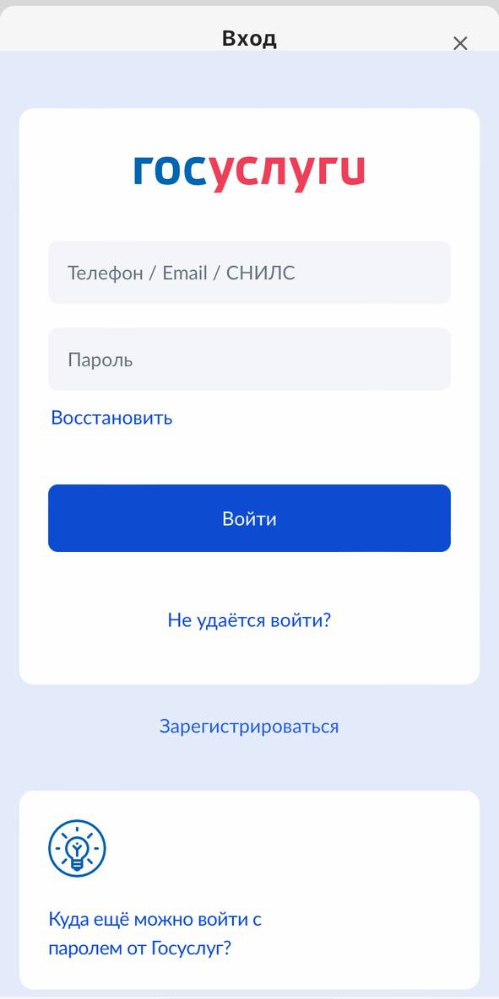 Вход
госуслуги
Телефон / Email / СНИЛС
Пароль
Восстановить
Войти
Не удаётся войти?
Зарегистрироваться
Куда ещё можно войти с
паролем от Госуслуг?